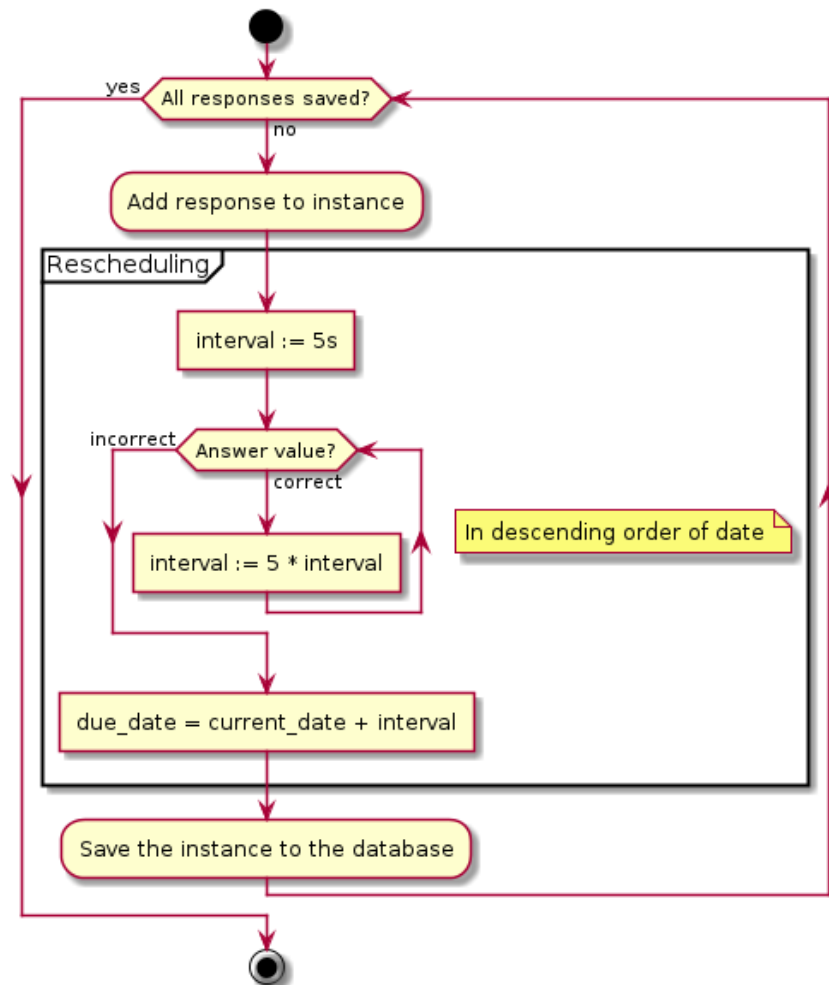 yes
All responses saved?
no
Add response to instance
Rescheduling
interval := 5s
incorrect
Answer value?
correct
In descending order of date
interval := 5 * interval
due_date = current_date + interval
Save the instance to the database